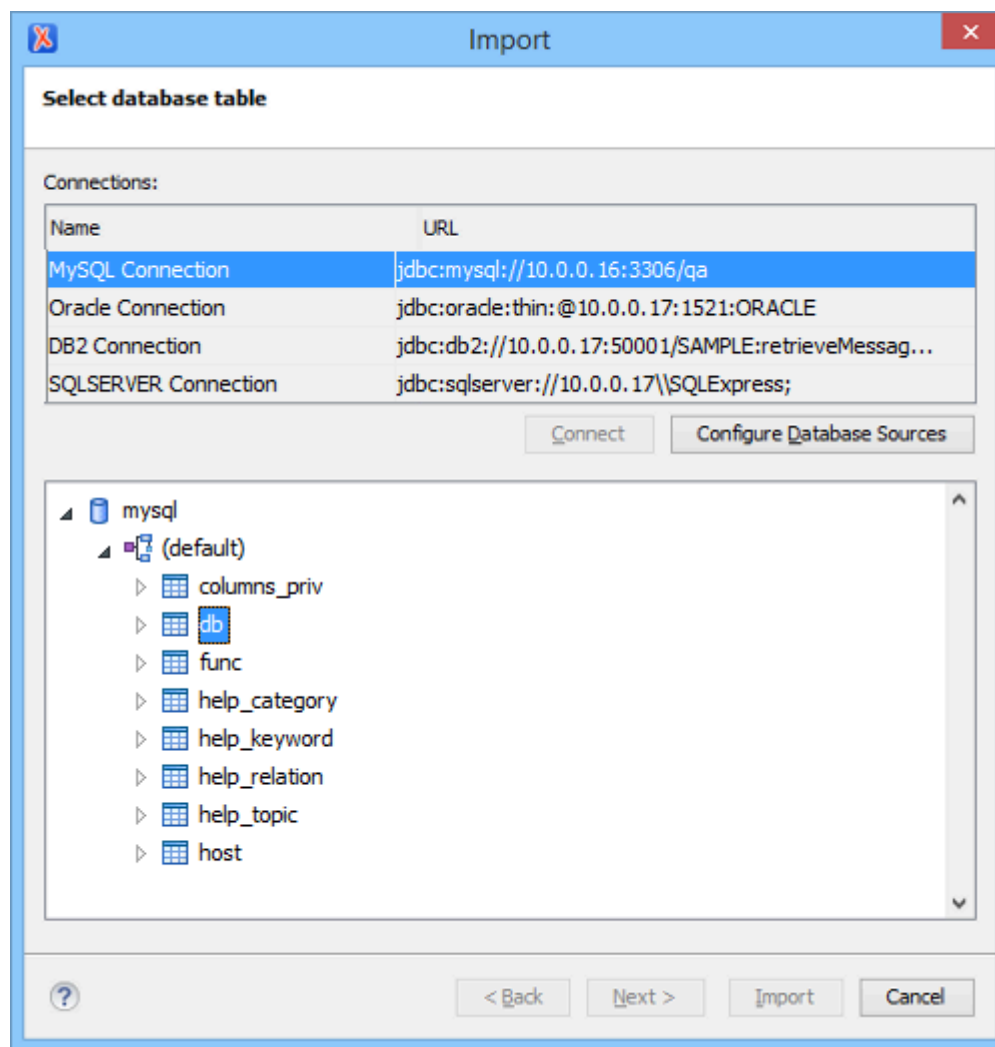 Import
Select database table
Connections:
Name URL
MySQL Connection jdbc:mysql://10.0.0.16:3306/qa
Oracle Connection jdbc:oracle:thin:@10.0.0.17:1521:ORACLE
DB2 Connection jdbc:db2://10.0.0.17:50001/SAMPLE:retrieveMessag...
SQLSERVER Connection jdbc:sqlserver://10.0.0.17\\SQLExpress;
Connect Configure Database Sources
mysql
(default)
columns_priv
db
func
help_category
help_keyword
help_relation
help_topic
host
? < Back Next > Import Cancel